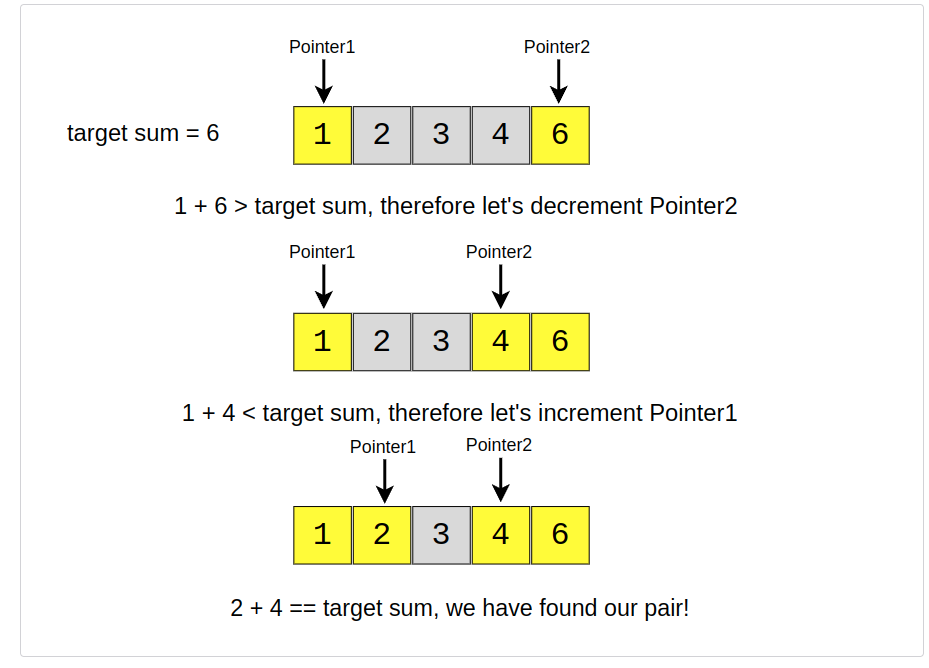 Pointer1 Pointer2
target sum = 6
1 2 3 4 6
1 + 6 > target sum, therefore let's decrement Pointer2
Pointer1 Pointer2
1 2 3 4 6
1 + 4 < target sum, therefore let's increment Pointer1
Pointer1 Pointer2
1 2 3 4 6
2 + 4 == target sum, we have found our pair!